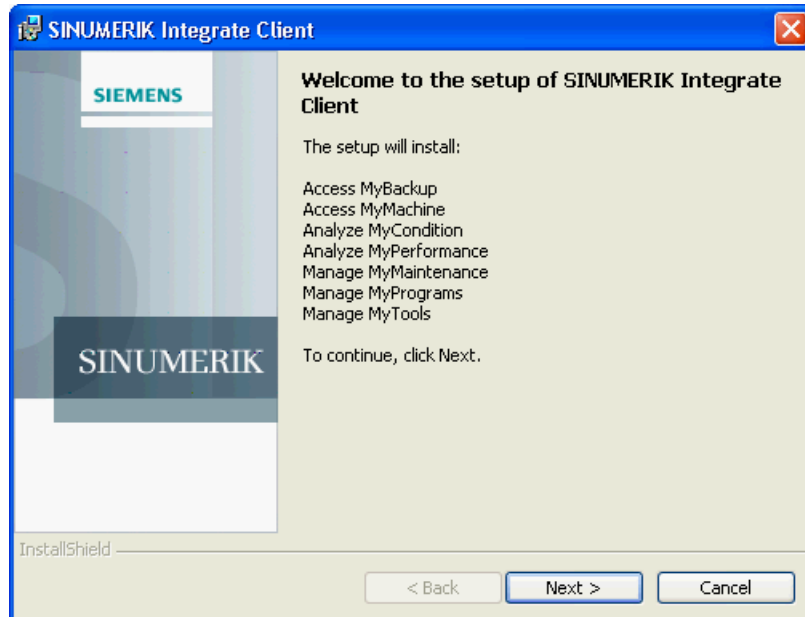 SINUMERIK Integrate Client
SIEMENS
SINUMERIK
Welcome to the setup of SINUMERIK Integrate
Client
The setup will install:
Access MyBackup
Access MyMachine
Analyze MyCondition
Analyze MyPerformance
Manage MyMaintenance
Manage MyPrograms
Manage MyTools
To continue, click Next.
InstallShield
< Back
Next >
Cancel